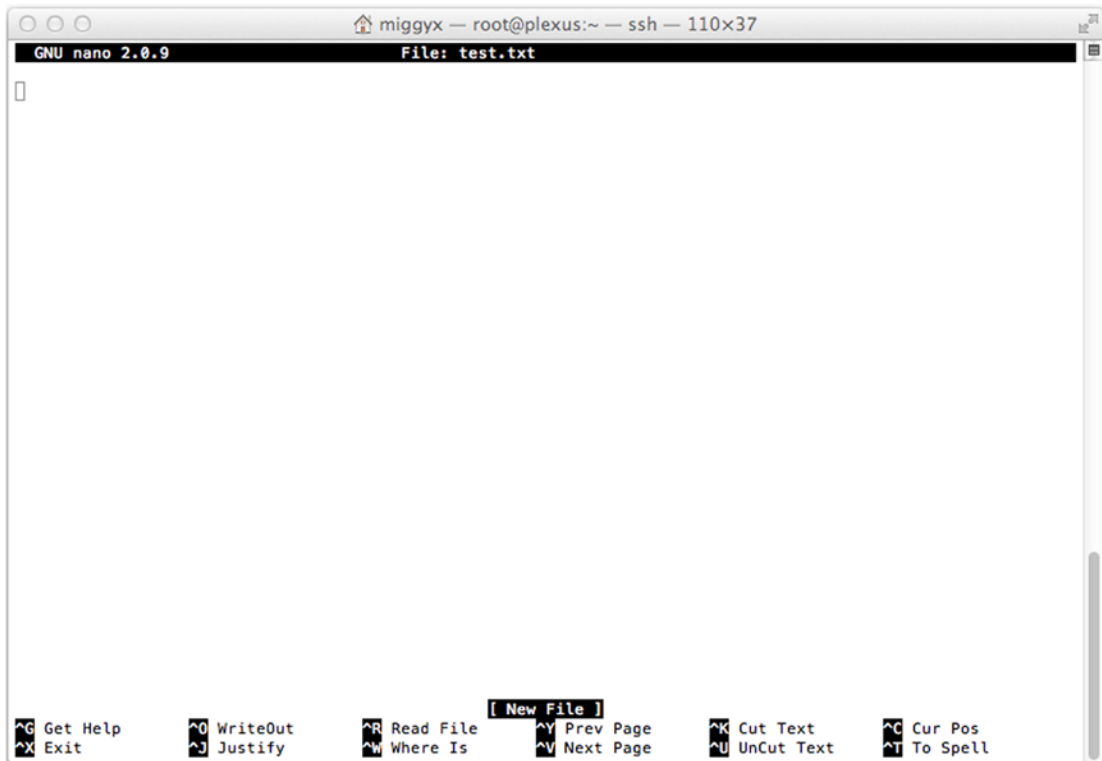 miggyx — root@plexus:~ — ssh — 110×37
GNU nano 2.0.9 File: test.txt
[ New File ]
^G Get Help ^O WriteOut ^R Read File ^Y Prev Page ^K Cut Text ^C Cur Pos
^X Exit ^J Justify ^W Where Is ^V Next Page ^U UnCut Text ^T To Spell